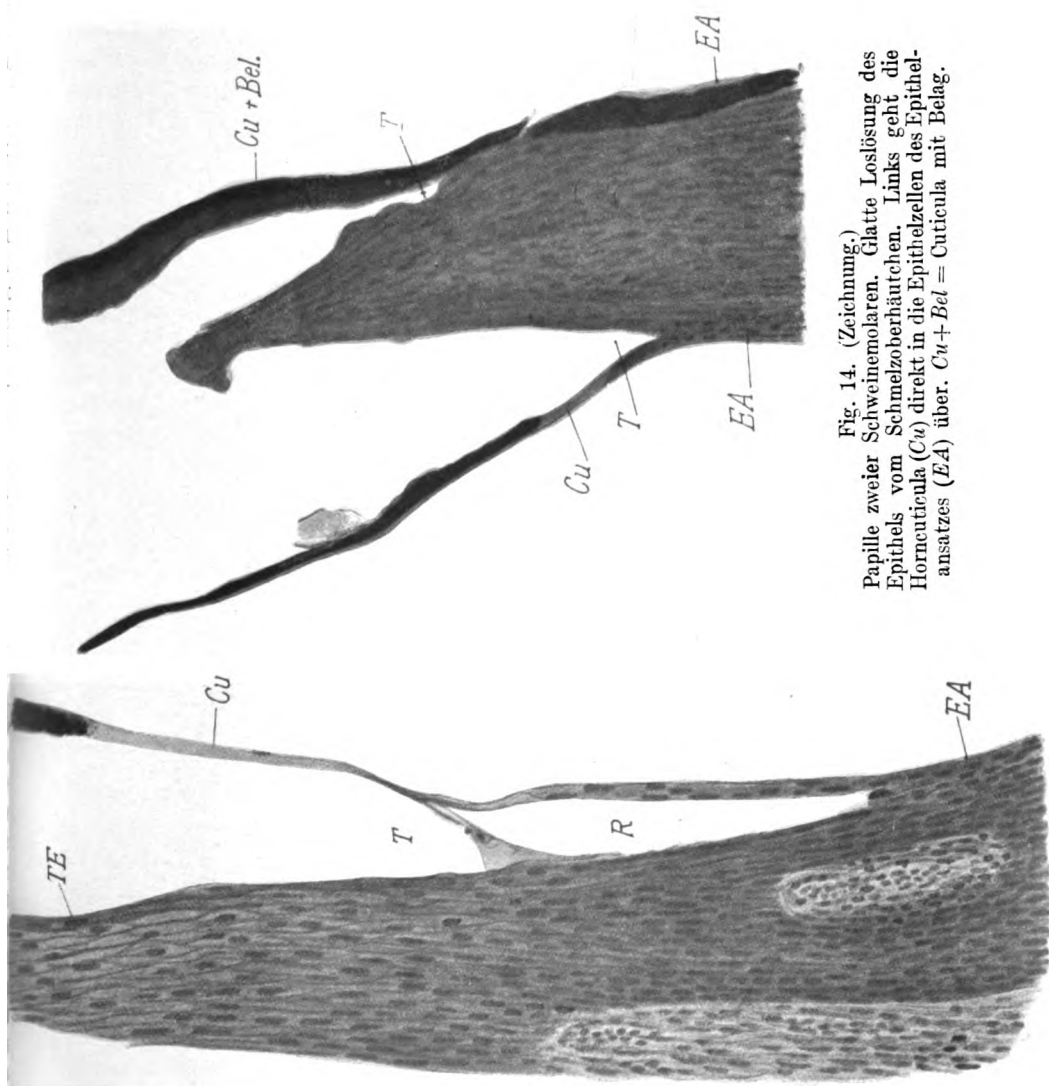 TE
Cu
T
R
EA
Cu + Bel.
T
EA
Cu
T
EA
Fig. 14. (Zeichnung.)
Papille zweier Schweinemolaren. Glatte Loslösung des
Epithels vom Schmelzoberhäutchen. Links geht die
Horncuticula (Cu) direkt in die Epithelzellen des Epithel-
ansatzes (EA) über. Cu + Bel = Cuticula mit Belag.